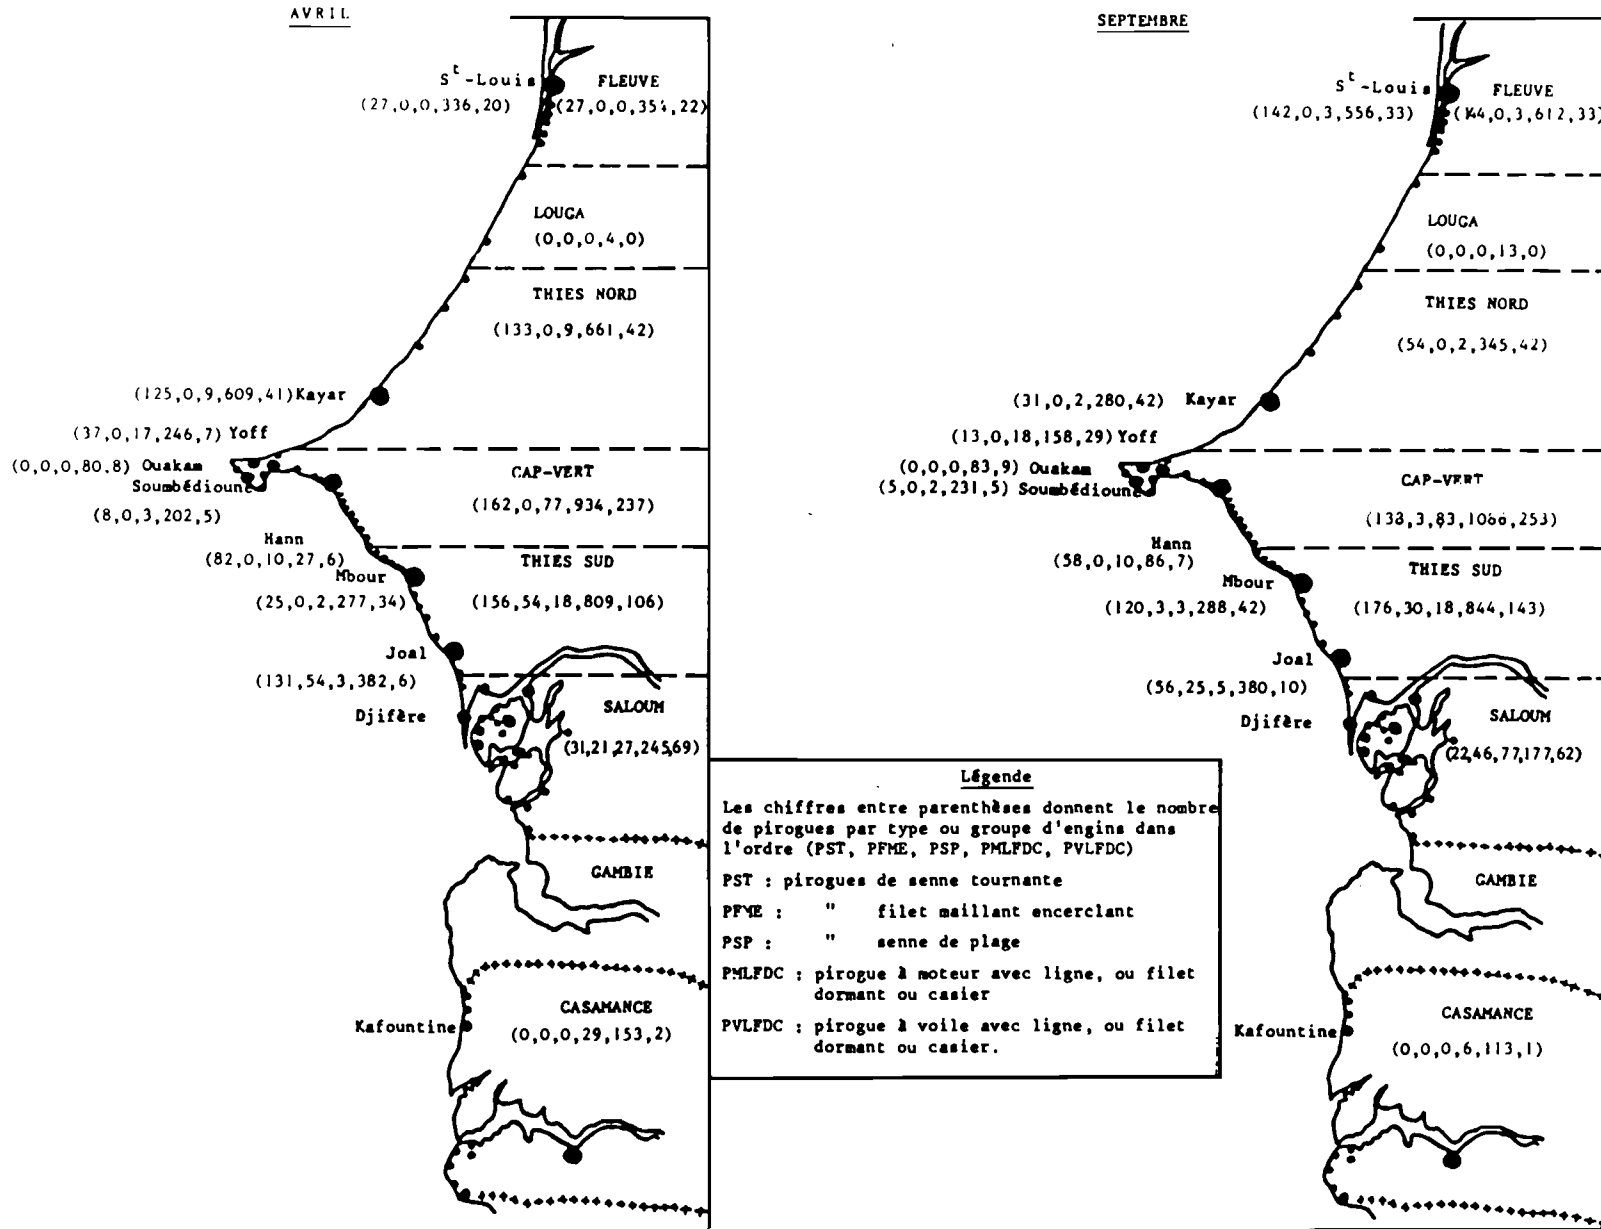 AVRIL
St-Louis
FLEUVE
(27,0,0,336,20)
(27,0,0,354,22)
LOUGA
(0,0,0,4,0)
THIES NORD
(133,0,9,661,42)
(125,0,9,609,41) Kayar
(37,0,17,246,7) Yoff
(0,0,0,80.8) Ouakam
Soumbédioune
(8,0,3,202,5)
CAP-VERT
(162,0,77,934,237)
Hann
(82,0,10,27,6)
THIES SUD
Mbour
(25,0,2,277,34)
(156,54,18,809,106)
Joal
(131,54,3,382,6)
Djifère
SALOUM
(31,21,27,245,69)
GAMBIE
CASAMANCE
Kafountine
(0,0,0,29,153,2)
SEPTEMBRE
St-Louis
FLEUVE
(142,0,3,556,33)
(144,0,3,612,33)
LOUGA
(0,0,0,13,0)
THIES NORD
(54,0,2,345,42)
(31,0,2,280,42) Kayar
(13,0,18,158,29) Yoff
(0,0,0,83,9) Ouakam
(5,0,2,231,5) Soumbédioune
CAP-VERT
(138,3,83,1066,253)
Hann
(58,0,10,86,7)
THIES SUD
Mbour
(120,3,3,288,42)
(176,30,18,844,143)
Joal
(56,25,5,380,10)
Djifère
SALOUM
(22,46,77,177,62)
GAMBIE
CASAMANCE
Kafountine
(0,0,0,6,113,1)
Légende
Les chiffres entre parenthèses donnent le nombre
de pirogues par type ou groupe d'engins dans
l'ordre (PST, PFME, PSP, PMLFDC, PVLFDC)
PST : pirogues de senne tournante
PFME : " filet maillant encerclant
PSP : " senne de plage
PMLFDC : pirogue à moteur avec ligne, ou filet
dormant ou casier
PVLFDC : pirogue à voile avec ligne, ou filet
dormant ou casier.